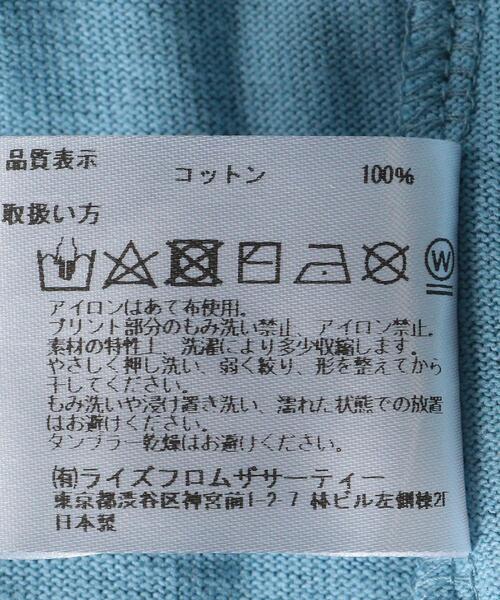 品質表示
コットン 100%
取扱い方
W
アイロンはあて布使用。
プリント部分のもみ洗い禁止、アイロン禁止。
素材の特性上、洗濯により多少収縮します。
やさしく押し洗い、弱く絞り、形を整えてから
干してください。
もみ洗いや浸け置き洗い、濡れた状態での放置
はお避けください。
タンブラー乾燥はお避けください。
(有)ライズフロムザサーティー
東京都渋谷区神宮前1-2-7 林ビル左側棟2F
日本製